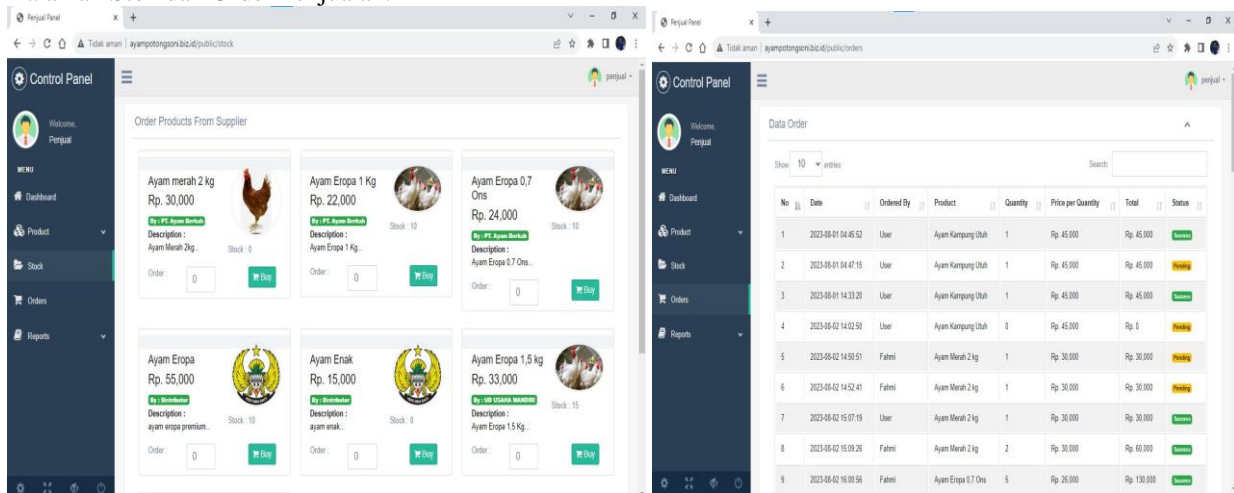 Penjual Panel
Tidak aman | ayampotongsoni.biz.id/public/stock
Control Panel
penjual
Welcome,
Penjual
MENU
Dashboard
Product
Stock
Orders
Reports
Order Products From Supplier
Ayam merah 2 kg
Rp. 30,000
By : PT. Ayam Berkah
Description :
Ayam Merah 2kg...
Stock : 0
Order :
0
Buy
Ayam Eropa 1 Kg
Rp. 22,000
By : PT. Ayam Berkah
Description :
Ayam Eropa 1 Kg...
Stock : 10
Order :
0
Buy
Ayam Eropa 0,7
Ons
Rp. 24,000
By : PT. Ayam Berkah
Description :
Ayam Eropa 0,7 Ons...
Stock : 10
Order :
0
Buy
Ayam Eropa
Rp. 55,000
By : Distributor
Description :
ayam eropa premium...
Stock : 10
Order :
0
Buy
Ayam Enak
Rp. 15,000
By : Distributor
Description :
ayam enak...
Stock : 0
Order :
0
Buy
Ayam Eropa 1,5 kg
Rp. 33,000
By : UD USAHA MANDIRI
Description :
Ayam Eropa 1,5 Kg...
Stock : 15
Order :
0
Buy
Penjual Panel
Tidak aman | ayampotongsoni.biz.id/public/orders
Control Panel
penjual
Welcome,
Penjual
MENU
Dashboard
Product
Stock
Orders
Reports
Data Order
Show 10 entries
Search:
No Date Ordered By Product Quantity Price per Quantity Total Status
1 2023-08-01 04:45:52 User Ayam Kampung Utuh 1 Rp. 45,000 Rp. 45,000 Success
2 2023-08-01 04:47:15 User Ayam Kampung Utuh 1 Rp. 45,000 Rp. 45,000 Pending
3 2023-08-01 14:33:20 User Ayam Kampung Utuh 1 Rp. 45,000 Rp. 45,000 Success
4 2023-08-02 14:02:50 User Ayam Kampung Utuh 0 Rp. 45,000 Rp. 0 Pending
5 2023-08-02 14:50:51 Fahmi Ayam Merah 2 kg 1 Rp. 30,000 Rp. 30,000 Pending
6 2023-08-02 14:52:41 Fahmi Ayam Merah 2 kg 1 Rp. 30,000 Rp. 30,000 Pending
7 2023-08-02 15:07:19 User Ayam Merah 2 kg 1 Rp. 30,000 Rp. 30,000 Success
8 2023-08-02 15:09:26 Fahmi Ayam Merah 2 kg 2 Rp. 30,000 Rp. 60,000 Success
9 2023-08-02 16:00:56 Fahmi Ayam Eropa 0,7 Ons 5 Rp. 26,000 Rp. 130,000 Success